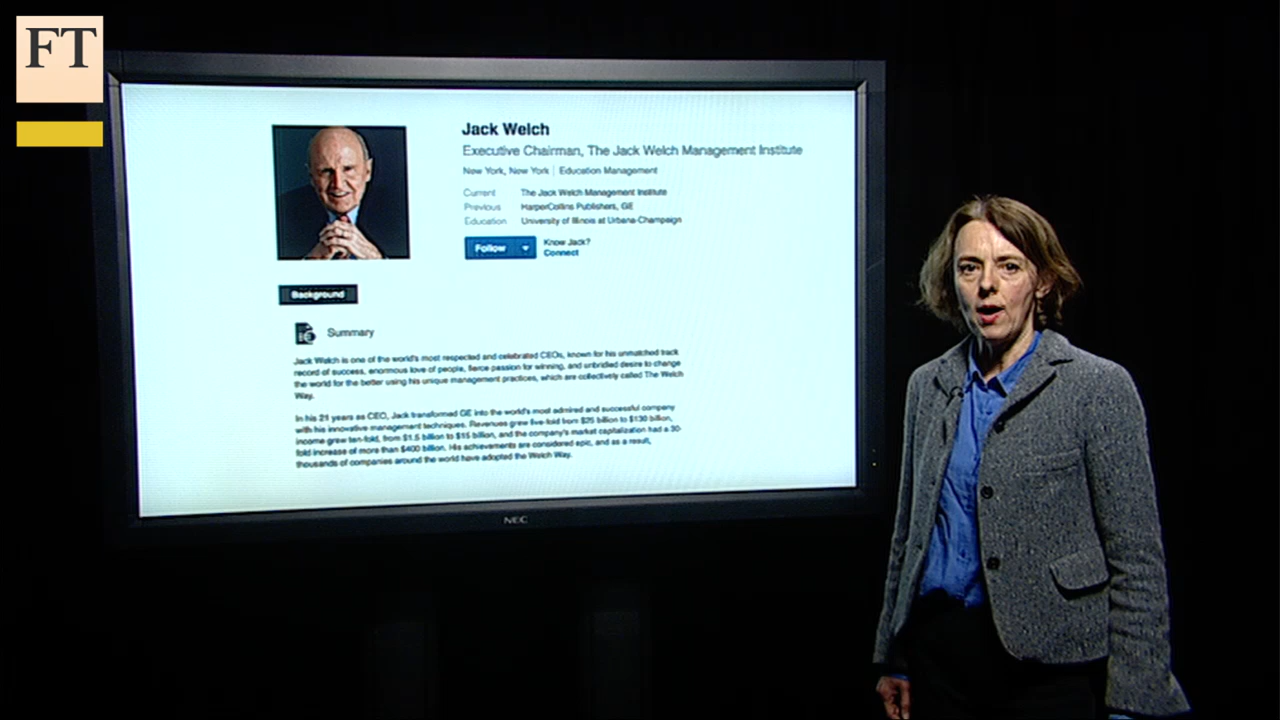 FT
Jack Welch
Executive Chairman, The Jack Welch Management Institute
New York, New York | Education Management
Current The Jack Welch Management Institute
Previous HarperCollins Publishers, GE
Education University of Illinois at Urbana-Champaign
Follow
Know Jack?
Connect
Background
Summary
Jack Welch is one of the world's most respected and celebrated CEOs, known for his unmatched track
record of success, enormous love of people, fierce passion for winning, and unbridled desire to change
the world for the better using his unique management practices, which are collectively called The Welch
Way.
In his 21 years as CEO, Jack transformed GE into the world's most admired and successful company
with his innovative management techniques. Revenues grew five-fold from $25 billion to $130 billion,
income grew ten-fold, from $1.5 billion to $15 billion, and the company's market capitalization had a 30-
fold increase of more than $400 billion. His achievements are considered epic, and as a result,
thousands of companies around the world have adopted the Welch Way.
NEC